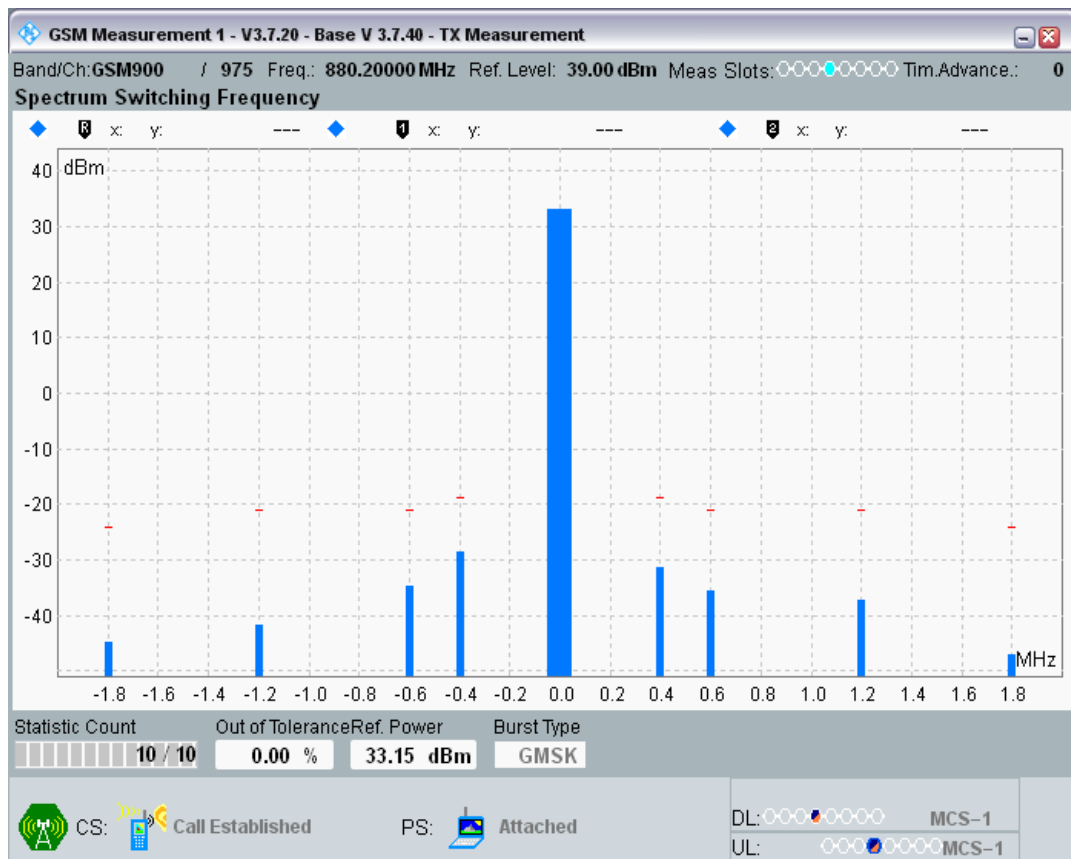 GSM Measurement 1 - V3.7.20 - Base V 3.7.40 - TX Measurement
Band/Ch.:GSM900 / 975 Freq.: 880.20000 MHz Ref. Level: 39.00 dBm Meas Slots: Tim.Advance.: 0
Spectrum Switching Frequency
R x: y: --- 1 x: y: --- 2 x: y: ---
dBm
40
30
20
10
0
-10
-20
-30
-40
MHz
-1.8 -1.6 -1.4 -1.2 -1.0 -0.8 -0.6 -0.4 -0.2 0.0 0.2 0.4 0.6 0.8 1.0 1.2 1.4 1.6 1.8
Statistic Count Out of Tolerance Ref. Power Burst Type
10 / 10 0.00 % 33.15 dBm GMSK
CS: Call Established PS: Attached
DL: MCS-1
UL: MCS-1